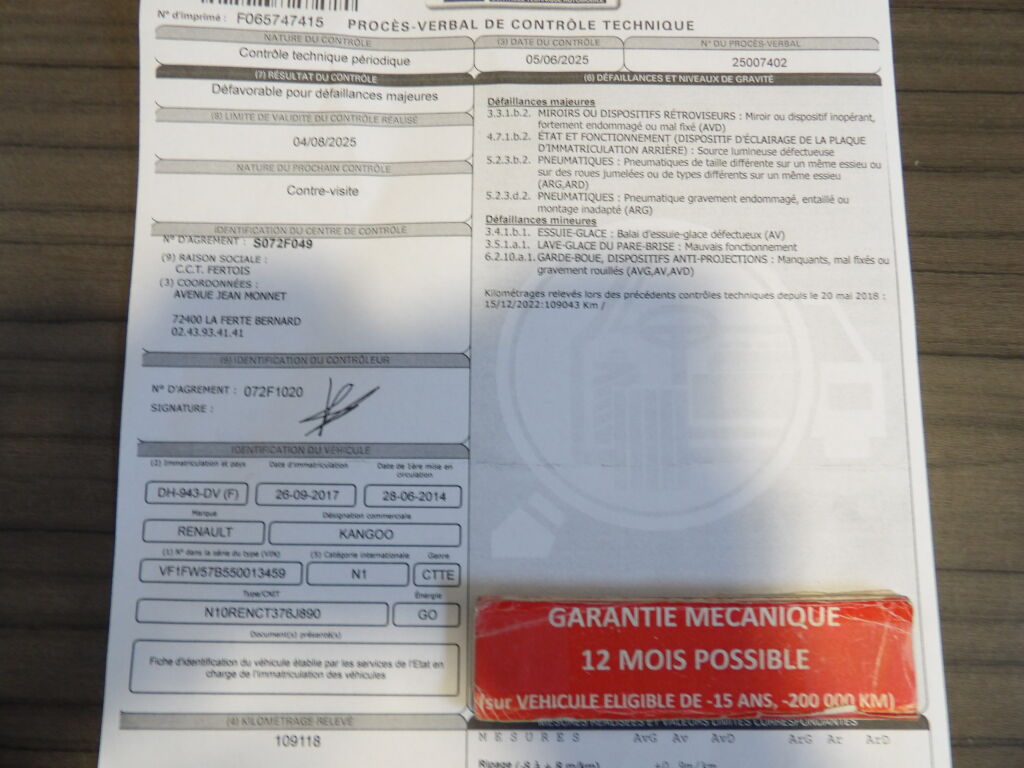 N° d'imprimé : F065747415
PROCÈS-VERBAL DE CONTRÔLE TECHNIQUE
NATURE DU CONTRÔLE
Contrôle technique périodique
(3) DATE DU CONTRÔLE
05/06/2025
N° DU PROCÈS-VERBAL
25007402
(7) RÉSULTAT DU CONTRÔLE
Défavorable pour défaillances majeures
(8) LIMITE DE VALIDITÉ DU CONTRÔLE RÉALISÉ
04/08/2025
NATURE DU PROCHAIN CONTRÔLE
Contre-visite
IDENTIFICATION DU CENTRE DE CONTRÔLE
N° D'AGREMENT : S072F049
(9) RAISON SOCIALE :
C.C.T. FERTOIS
(3) COORDONNÉES :
AVENUE JEAN MONNET
72400 LA FERTE BERNARD
02.43.93.41.41
(9) IDENTIFICATION DU CONTRÔLEUR
N° D'AGREMENT : 072F1020
SIGNATURE :
IDENTIFICATION DU VÉHICULE
(2) Immatriculation et pays
Date d'immatriculation
Date de 1ère mise en
circulation
DH-943-DV (F)
26-09-2017
28-06-2014
Marque
Désignation commerciale
RENAULT
KANGOO
(1) N° dans la série du type (VIN)
(5) Catégorie internationale
Genre
VF1FW57B550013459
N1
CTTE
Type/CNIT
Énergie
N10RENCT376J890
GO
Document(s) présenté(s)
Fiche d'identification du véhicule établie par les services de l'Etat en
charge de l'immatriculation des véhicules
(4) KILOMÉTRAGE RELEVÉ
109118
(6) DÉFAILLANCES ET NIVEAUX DE GRAVITÉ
Défaillances majeures
3.3.1.b.2. MIROIRS OU DISPOSITIFS RÉTROVISEURS : Miroir ou dispositif inopérant,
fortement endommagé ou mal fixé (AVD)
4.7.1.b.2. ÉTAT ET FONCTIONNEMENT (DISPOSITIF D'ÉCLAIRAGE DE LA PLAQUE
D'IMMATRICULATION ARRIÈRE) : Source lumineuse défectueuse
5.2.3.b.2. PNEUMATIQUES : Pneumatiques de taille différente sur un même essieu ou
sur des roues jumelées ou de types différents sur un même essieu
(ARG,ARD)
5.2.3.d.2. PNEUMATIQUES : Pneumatique gravement endommagé, entaillé ou
montage inadapté (ARG)
Défaillances mineures
3.4.1.b.1. ESSUIE-GLACE : Balai d'essuie-glace défectueux (AV)
3.5.1.a.1. LAVE-GLACE DU PARE-BRISE : Mauvais fonctionnement
6.2.10.a.1. GARDE-BOUE, DISPOSITIFS ANTI-PROJECTIONS : Manquants, mal fixés ou
gravement rouillés (AVG,AV,AVD)
Kilométrages relevés lors des précédents contrôles techniques depuis le 20 mai 2018 :
15/12/2022:109043 Km /
GARANTIE MECANIQUE
12 MOIS POSSIBLE
(sur VEHICULE ELIGIBLE DE -15 ANS, -200 000 KM)
MESURES RÉALISÉES ET VALEURS LIMITES CORRESPONDANTES
MESURES AvG Av AvD ArG Ar ArD
Ripage (-8 à + 8 m/km)